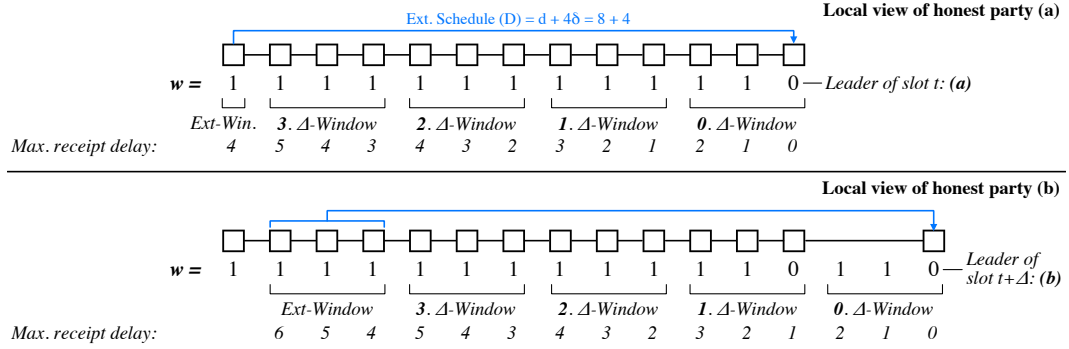 Local view of honest party (a)
Ext. Schedule (D) = d + 4δ = 8 + 4
w = 1 1 1 1 1 1 1 1 1 1 1 1 0 Leader of slot t: (a)
Ext-Win. 3. Δ-Window 2. Δ-Window 1. Δ-Window 0. Δ-Window
Max. receipt delay: 4 5 4 3 4 3 2 3 2 1 2 1 0
Local view of honest party (b)
w = 1 1 1 1 1 1 1 1 1 1 1 1 0 1 1 0 Leader of
slot t+Δ: (b)
Ext-Window 3. Δ-Window 2. Δ-Window 1. Δ-Window 0. Δ-Window
Max. receipt delay: 6 5 4 5 4 3 4 3 2 3 2 1 2 1 0